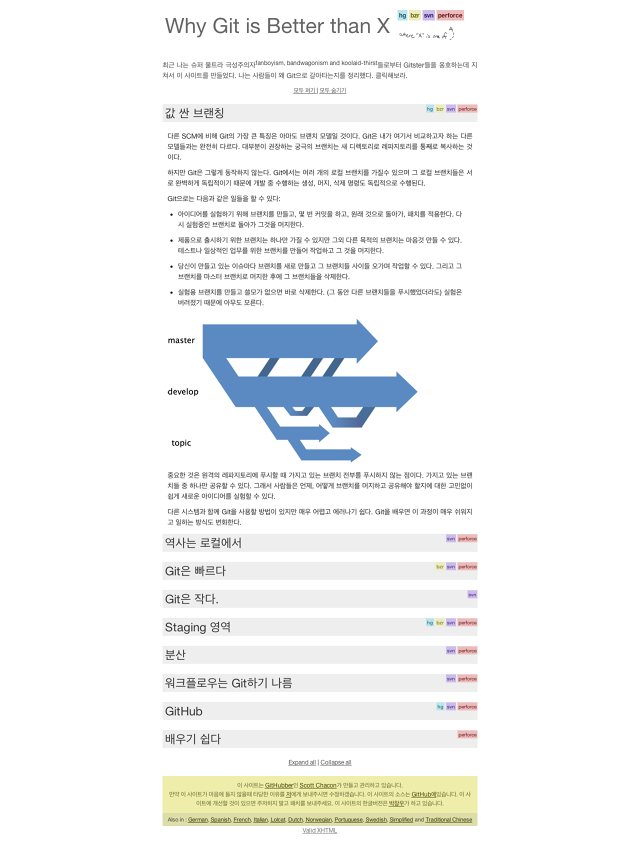 Why Git is Better than X
hg bzr svn perforce
where "X" is one of
최근 나는 슈퍼 울트라 극성주의자fanboyism, bandwagonism and koolaid-thirst들로부터 Gitster들을 옹호하는데 지
쳐서 이 사이트를 만들었다. 나는 사람들이 왜 Git으로 갈아타는지를 정리했다. 클릭해보라.
모두 펴기 | 모두 숨기기
값 싼 브랜칭 hg bzr svn perforce
다른 SCM에 비해 Git의 가장 큰 특징은 아마도 브랜치 모델일 것이다. Git은 내가 여기서 비교하고자 하는 다른
모델들과는 완전히 다르다. 대부분이 권장하는 궁극의 브랜치는 새 디렉토리로 레파지토리를 통째로 복사하는 것
이다.
하지만 Git은 그렇게 동작하지 않는다. Git에서는 여러 개의 로컬 브랜치를 가질수 있으며 그 로컬 브랜치들은 서
로 완벽하게 독립적이기 때문에 개발 중 수행하는 생성, 머지, 삭제 명령도 독립적으로 수행된다.
Git으로는 다음과 같은 일들을 할 수 있다:
• 아이디어를 실험하기 위해 브랜치를 만들고, 몇 번 커밋을 하고, 원래 것으로 돌아가, 패치를 적용한다. 다
시 실험중인 브랜치로 돌아가 그것을 머지한다.
• 제품으로 출시하기 위한 브랜치는 하나만 가질 수 있지만 그외 다른 목적의 브랜치는 마음것 만들 수 있다.
테스트나 일상적인 업무를 위한 브랜치를 만들어 작업하고 그 것을 머지한다.
• 당신이 만들고 있는 이슈마다 브랜치를 새로 만들고 그 브랜치들 사이들 오가며 작업할 수 있다. 그리고 그
브랜치를 마스터 브랜치로 머지한 후에 그 브랜치들을 삭제한다.
• 실험용 브랜치를 만들고 쓸모가 없으면 바로 삭제한다. (그 동안 다른 브랜치들을 푸시했었더라도) 실험은
버려졌기 때문에 아무도 모른다.
master
develop
topic
중요한 것은 원격의 레파지토리에 푸시할 때 가지고 있는 브랜치 전부를 푸시하지 않는 점이다. 가지고 있는 브랜
치들 중 하나만 공유할 수 있다. 그래서 사람들은 언제, 어떻게 브랜치를 머지하고 공유해야 할지에 대한 고민없이
쉽게 새로운 아이디어를 실험할 수 있다.
다른 시스템과 함께 Git을 사용할 방법이 있지만 매우 어렵고 에러나기 쉽다. Git을 배우면 이 과정이 매우 쉬워지
고 일하는 방식도 변화한다.
역사는 로컬에서 svn perforce
Git은 빠르다 bzr svn perforce
Git은 작다. svn
Staging 영역 hg bzr svn perforce
분산 svn perforce
워크플로우는 Git하기 나름 svn perforce
GitHub hg svn perforce
배우기 쉽다 perforce
Expand all | Collapse all
이 사이트는 GitHubber인 Scott Chacon가 만들고 관리하고 있습니다.
만약 이 사이트가 마음에 들지 않을때 타당한 이유를 저에게 보내주시면 수정하겠습니다. 이 사이트의 소스는 GitHub에있습니다. 이 사
이트에 개선할 것이 있으면 주저하지 말고 패치를 보내주세요. 이 사이트의 한글버전은 박창우가 하고 있습니다.
Also in : German, Spanish, French, Italian, Lolcat, Dutch, Norwegian, Portuguese, Swedish, Simplified and Traditional Chinese
Valid XHTML